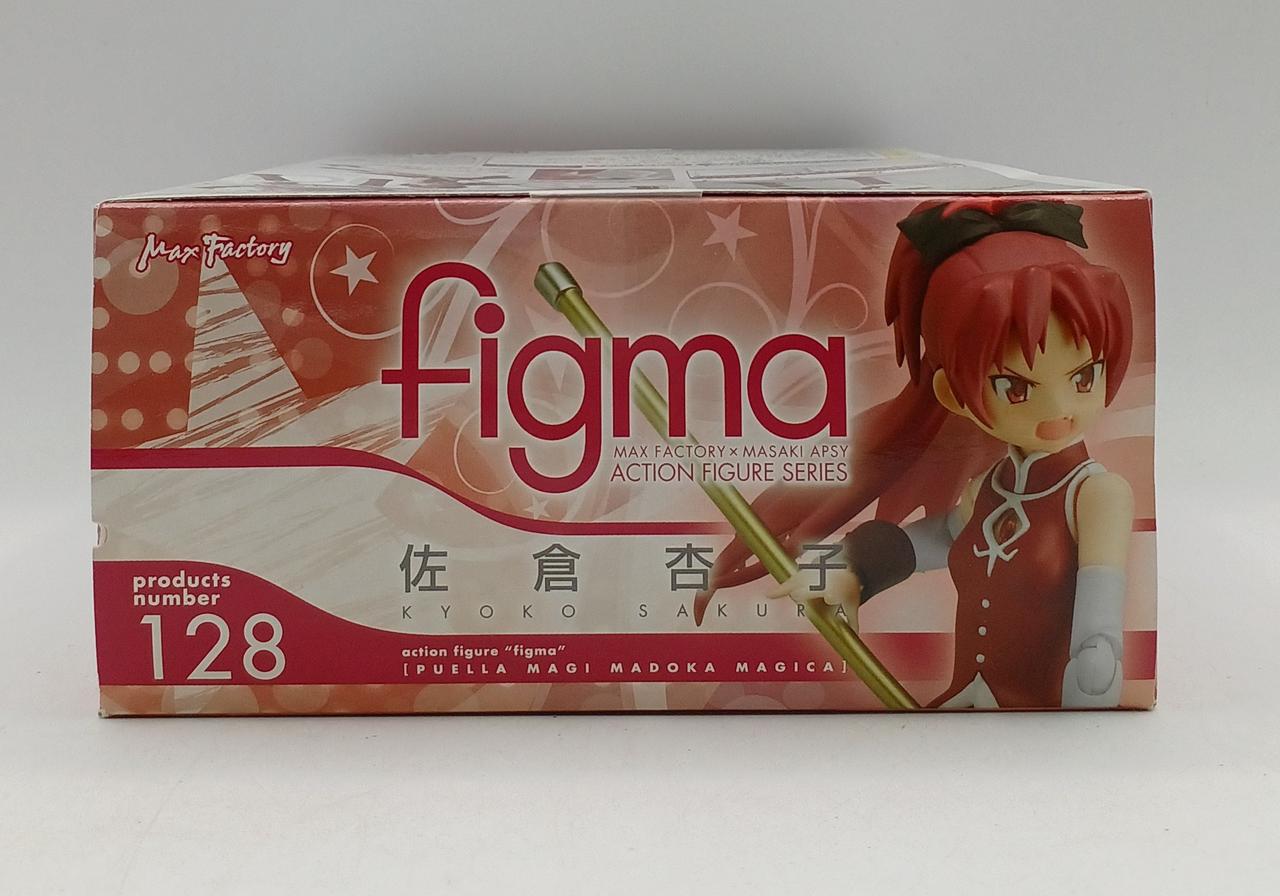 Max Factory
figma
MAX FACTORY × MASAKI APSY
ACTION FIGURE SERIES
佐倉杏子
KYOKO SAKURA
products
number
128
action figure “figma”
[PUELLA MAGI MADOKA MAGICA]